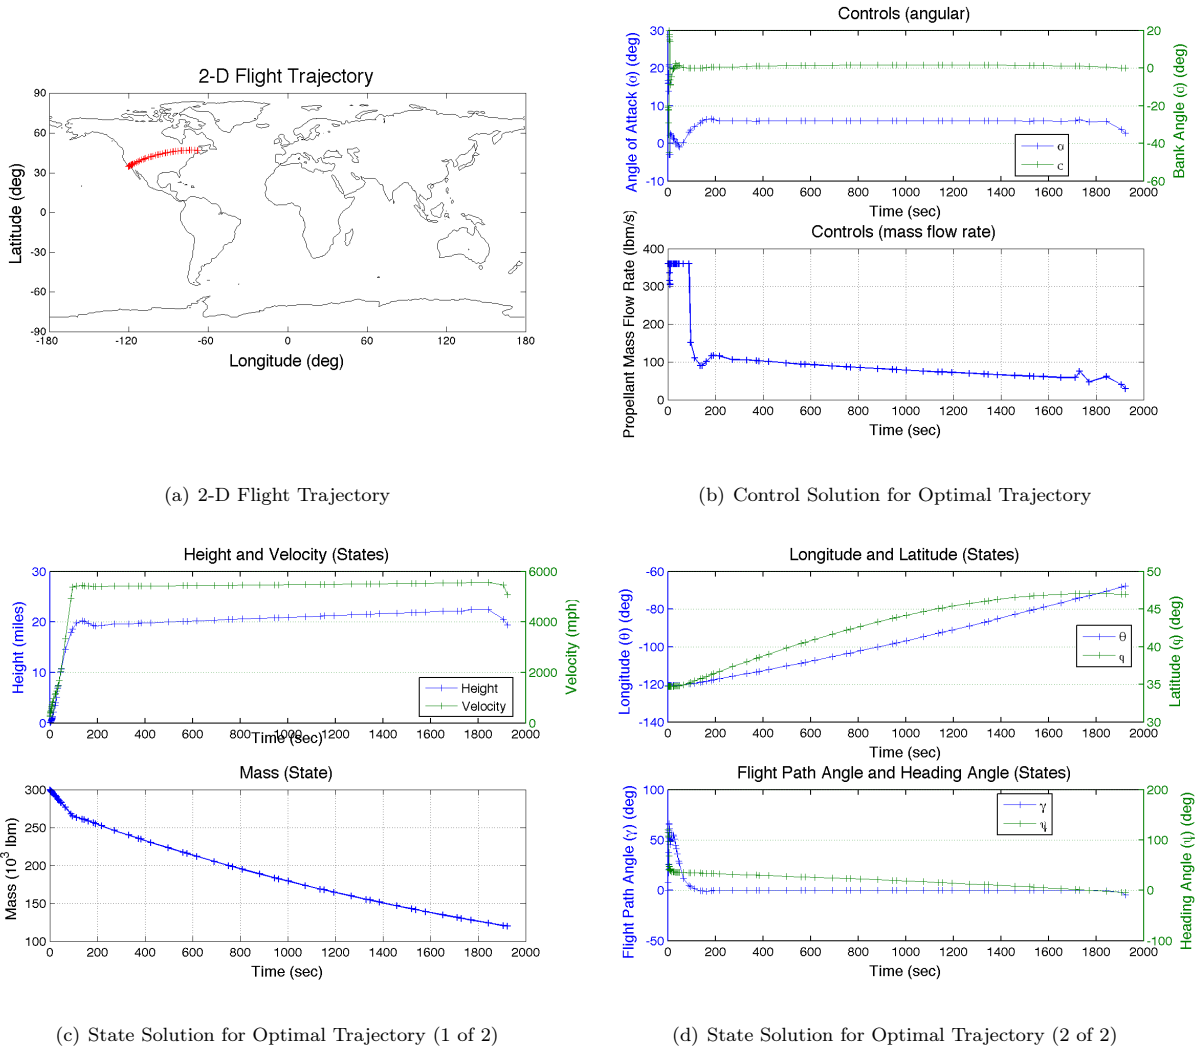 2-D Flight Trajectory
90
60
30
0
-30
-60
-90
-180 -120 -60 0 60 120 180
Latitude (deg)
Longitude (deg)
(a) 2-D Flight Trajectory
Controls (angular)
30
20
10
0
-10
20
0
-20
-40
-60
Angle of Attack (α) (deg)
Bank Angle (σ) (deg)
α
σ
0 200 400 600 800 1000 1200 1400 1600 1800 2000
Time (sec)
Controls (mass flow rate)
400
300
200
100
0
Propellant Mass Flow Rate (lbm/s)
0 200 400 600 800 1000 1200 1400 1600 1800 2000
Time (sec)
(b) Control Solution for Optimal Trajectory
Height and Velocity (States)
30
20
10
0
6000
4000
2000
0
Height (miles)
Velocity (mph)
Height
Velocity
0 200 400 600 800 1000 1200 1400 1600 1800 2000
Time (sec)
Mass (State)
300
250
200
150
100
Mass (10³ lbm)
0 200 400 600 800 1000 1200 1400 1600 1800 2000
Time (sec)
(c) State Solution for Optimal Trajectory (1 of 2)
Longitude and Latitude (States)
-60
-80
-100
-120
-140
50
45
40
35
30
Longitude (θ) (deg)
Latitude (φ) (deg)
θ
φ
0 200 400 600 800 1000 1200 1400 1600 1800 2000
Time (sec)
Flight Path Angle and Heading Angle (States)
100
50
0
-50
200
100
0
-100
Flight Path Angle (γ) (deg)
Heading Angle (ψ) (deg)
γ
ψ
0 200 400 600 800 1000 1200 1400 1600 1800 2000
Time (sec)
(d) State Solution for Optimal Trajectory (2 of 2)